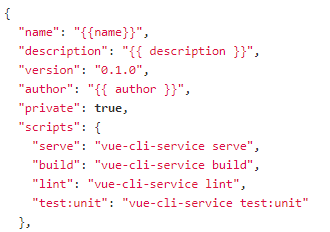 {
"name": "{{name}}",
"description": "{{ description }}",
"version": "0.1.0",
"author": "{{ author }}",
"private": true,
"scripts": {
"serve": "vue-cli-service serve",
"build": "vue-cli-service build",
"lint": "vue-cli-service lint",
"test:unit": "vue-cli-service test:unit"
},